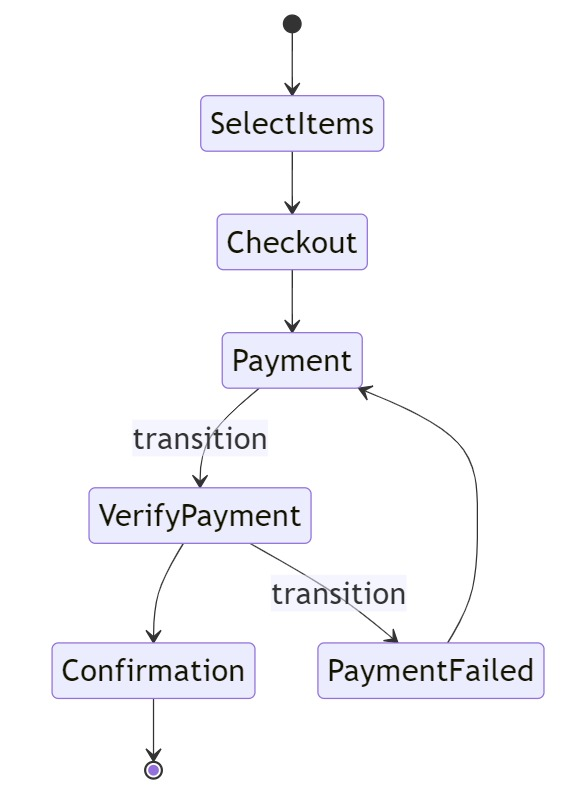 SelectItems
Checkout
Payment
transition
VerifyPayment
transition
Confirmation
PaymentFailed